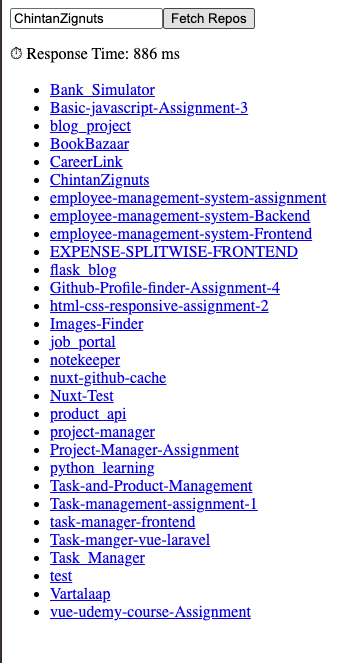 ChintanZignuts Fetch Repos
⏱ Response Time: 886 ms
Bank_Simulator
Basic-javascript-Assignment-3
blog_project
BookBazaar
CareerLink
ChintanZignuts
employee-management-system-assignment
employee-management-system-Backend
employee-management-system-Frontend
EXPENSE-SPLITWISE-FRONTEND
flask_blog
Github-Profile-finder-Assignment-4
html-css-responsive-assignment-2
Images-Finder
job_portal
notekeeper
nuxt-github-cache
Nuxt-Test
product_api
project-manager
Project-Manager-Assignment
python_learning
Task-and-Product-Management
Task-management-assignment-1
task-manager-frontend
Task-manger-vue-laravel
Task_Manager
test
Vartalaap
vue-udemy-course-Assignment